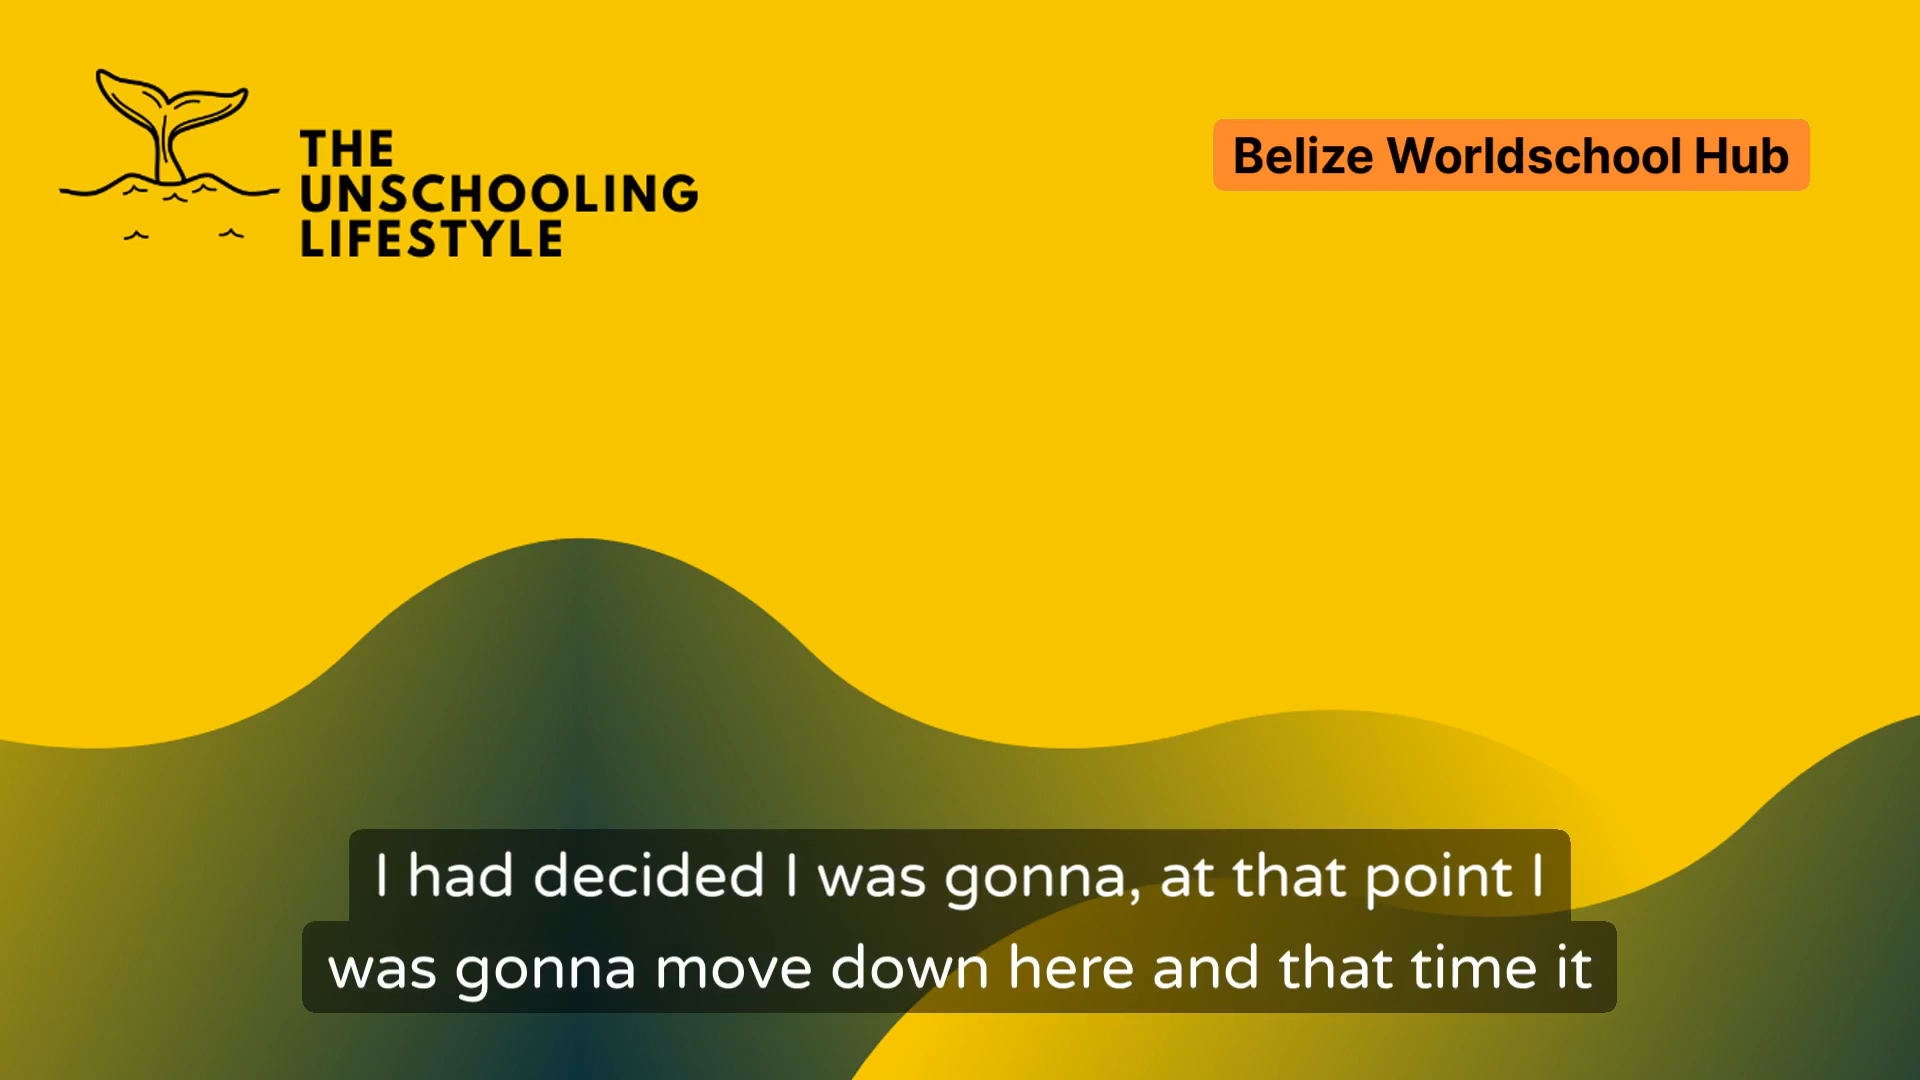 THE
UNSCHOOLING
LIFESTYLE
Belize Worldschool Hub
I had decided I was gonna, at that point I
was gonna move down here and that time it